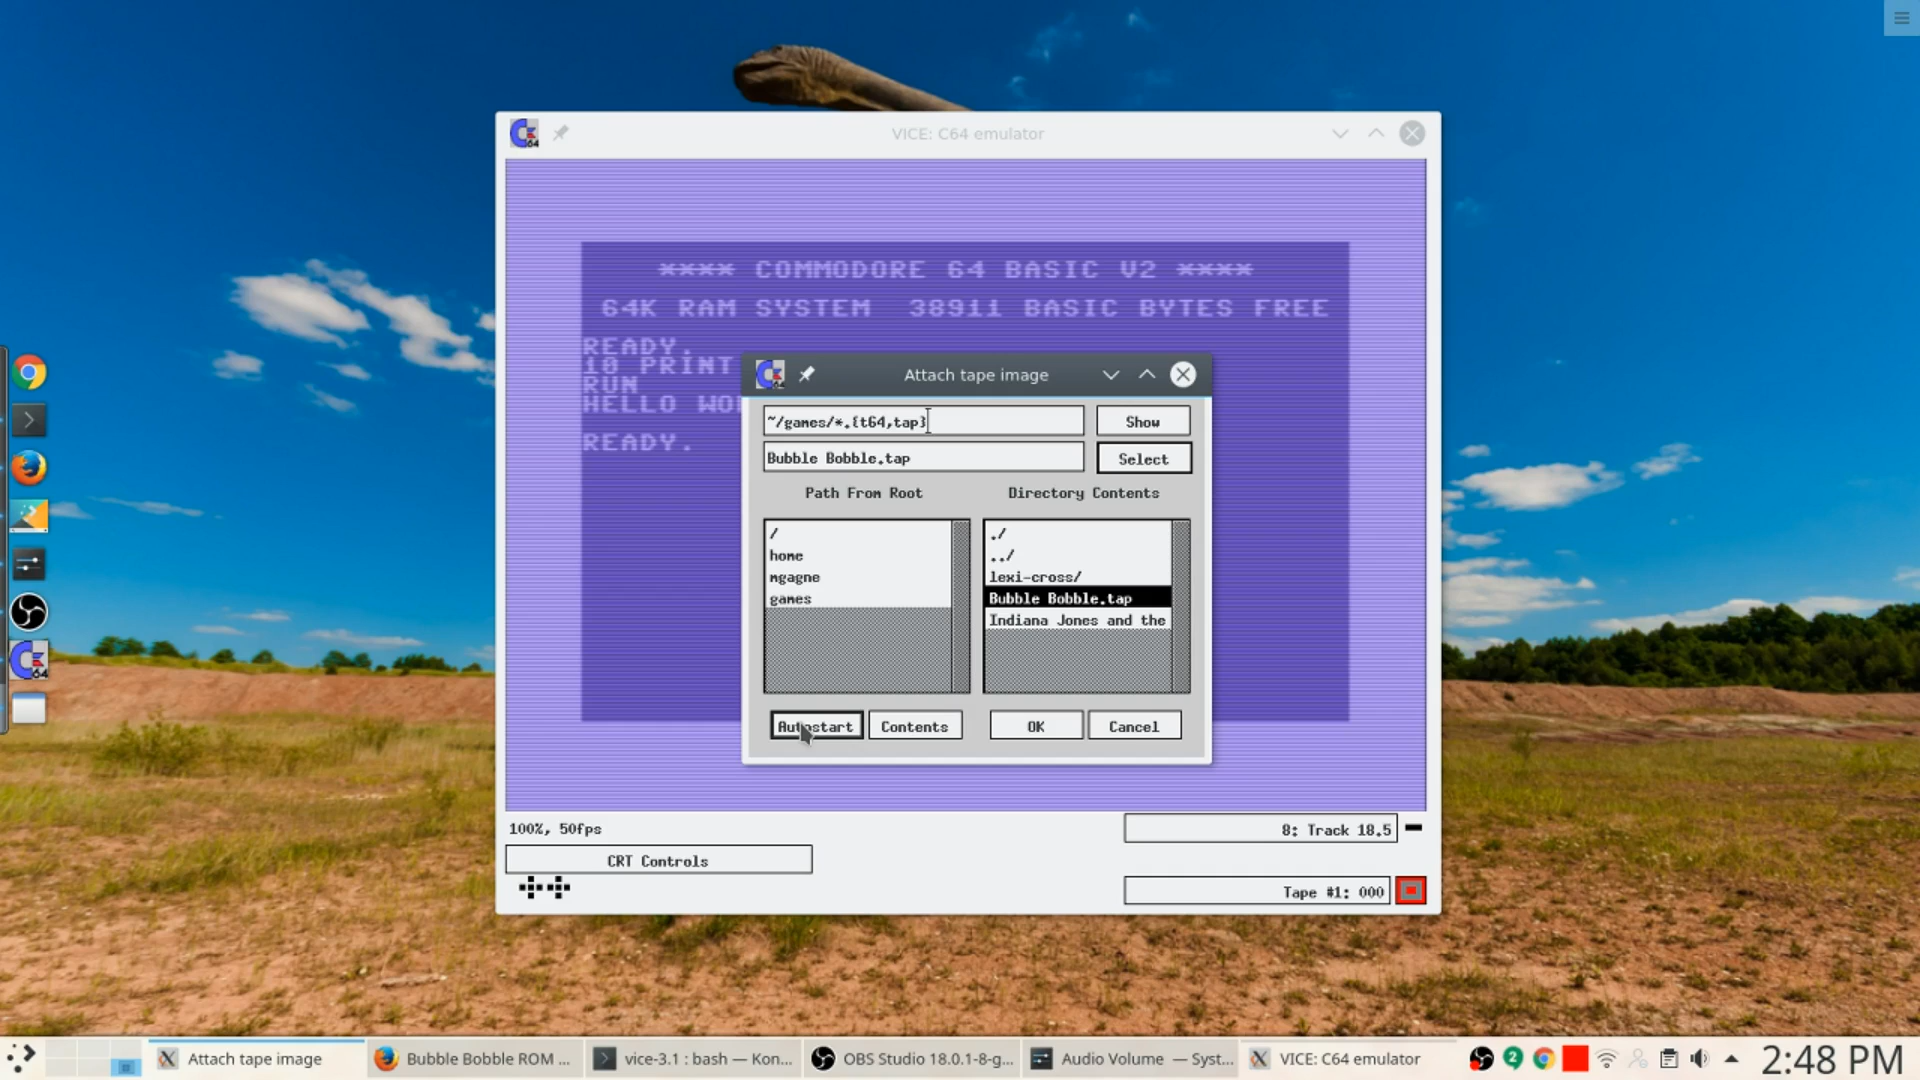 VICE: C64 emulator
**** COMMODORE 64 BASIC V2 ****
64K RAM SYSTEM 38911 BASIC BYTES FREE
READY.
10 PRINT
RUN
HELLO WO
READY.
Attach tape image
~/games/*.{t64,tap}
Show
Bubble Bobble.tap
Select
Path From Root
Directory Contents
/
home
mgagne
games
./
../
lexi-cross/
Bubble Bobble.tap
Indiana Jones and the
Autostart
Contents
OK
Cancel
100%, 50fps
8: Track 18.5
CRT Controls
Tape #1: 000
Attach tape image
Bubble Bobble ROM ...
vice-3.1 : bash — Kon...
OBS Studio 18.0.1-8-g...
Audio Volume — Syst...
VICE: C64 emulator
2
2:48 PM